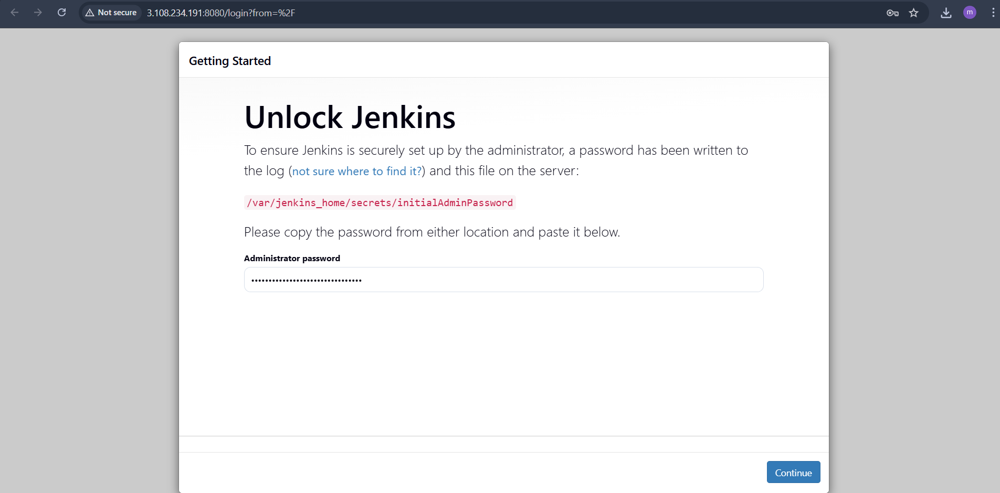 Not secure 3.108.234.191:8080/login?from=%2F
m
Getting Started
Unlock Jenkins
To ensure Jenkins is securely set up by the administrator, a password has been written to
the log (not sure where to find it?) and this file on the server:
/var/jenkins_home/secrets/initialAdminPassword
Please copy the password from either location and paste it below.
Administrator password
••••••••••••••••••••••••••••••••
Continue